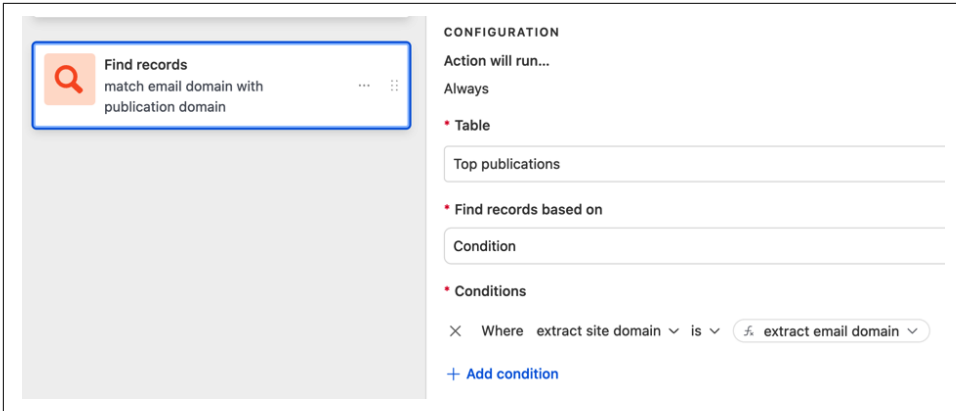 Find records
match email domain with
publication domain
CONFIGURATION
Action will run...
Always
* Table
Top publications
* Find records based on
Condition
* Conditions
Where extract site domain is fx extract email domain
+ Add condition